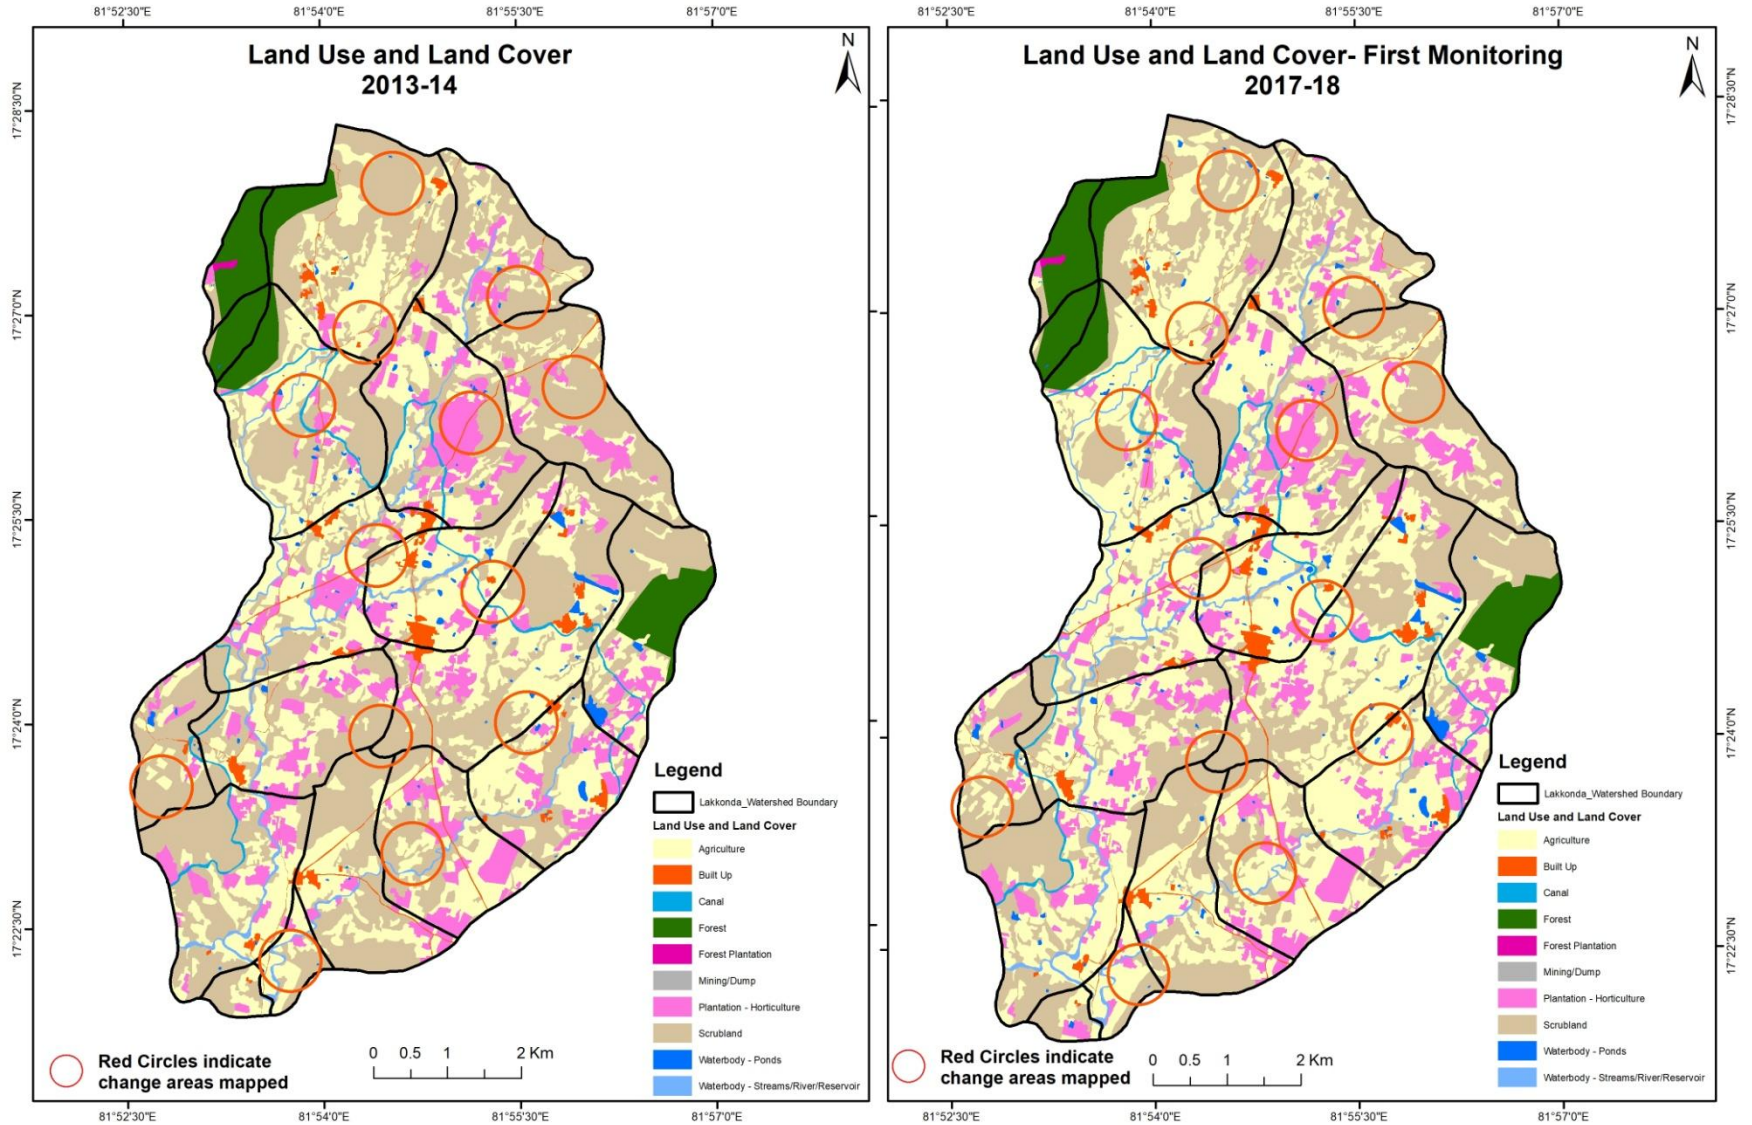 81°52'30"E 81°54'0"E 81°55'30"E 81°57'0"E
Land Use and Land Cover
2013-14
N
17°28'30"N
17°27'0"N
17°25'30"N
17°24'0"N
17°22'30"N
Legend
Lakkonda_Watershed Boundary
Land Use and Land Cover
Agriculture
Built Up
Canal
Forest
Forest Plantation
Mining/Dump
Plantation - Horticulture
Scrubland
Waterbody - Ponds
Waterbody - Streams/River/Reservoir
Red Circles indicate
change areas mapped
0 0.5 1 2 Km
81°52'30"E 81°54'0"E 81°55'30"E 81°57'0"E
81°52'30"E 81°54'0"E 81°55'30"E 81°57'0"E
Land Use and Land Cover- First Monitoring
2017-18
N
17°28'30"N
17°27'0"N
17°25'30"N
17°24'0"N
17°22'30"N
Legend
Lakkonda_Watershed Boundary
Land Use and Land Cover
Agriculture
Built Up
Canal
Forest
Forest Plantation
Mining/Dump
Plantation - Horticulture
Scrubland
Waterbody - Ponds
Waterbody - Streams/River/Reservoir
Red Circles indicate
change areas mapped
0 0.5 1 2 Km
81°52'30"E 81°54'0"E 81°55'30"E 81°57'0"E